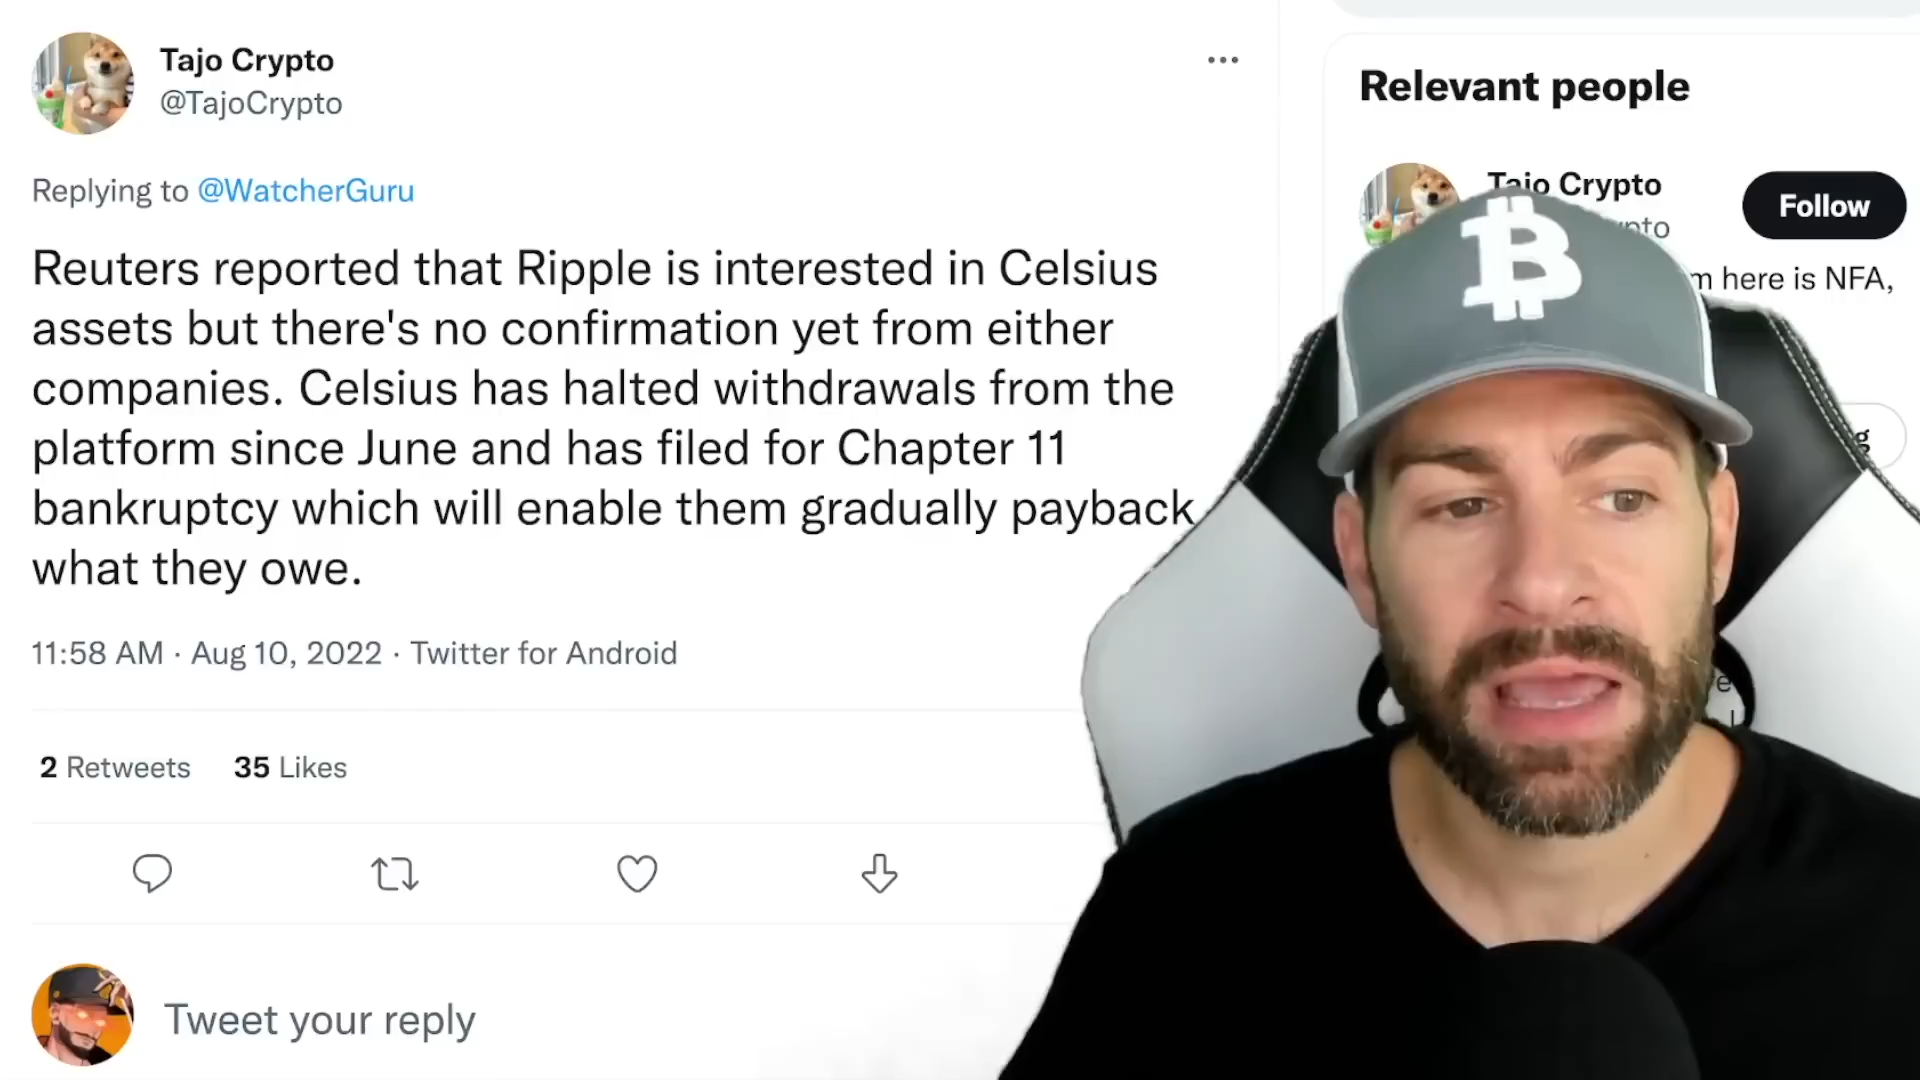 Tajo Crypto
@TajoCrypto
Replying to @WatcherGuru
Reuters reported that Ripple is interested in Celsius
assets but there's no confirmation yet from either
companies. Celsius has halted withdrawals from the
platform since June and has filed for Chapter 11
bankruptcy which will enable them gradually payback
what they owe.
11:58 AM · Aug 10, 2022 · Twitter for Android
2 Retweets 35 Likes
Tweet your reply
Relevant people
Tajo Crypto
Follow
here is NFA,
B